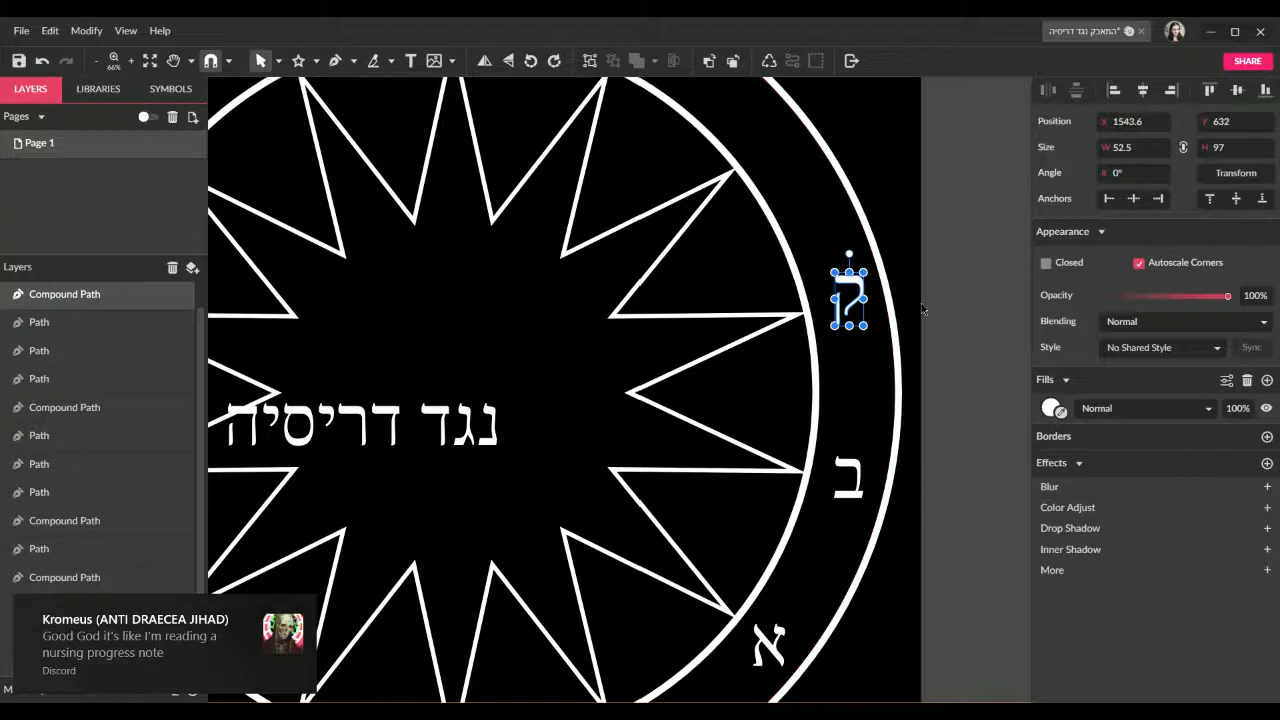 File Edit Modify View Help
המאבק נגד דריסיה*
66%
SHARE
LAYERS LIBRARIES SYMBOLS
Pages
Page 1
Layers
Compound Path
Path
Path
Path
Compound Path
Path
Path
Path
Compound Path
Path
Compound Path
Kromeus (ANTI DRAECEA JIHAD)
Good God it's like I'm reading a
nursing progress note
Discord
נגד דריסיה
ק
ב
א
Position X 1543.6 Y 632
Size W 52.5 H 97
Angle R 0° Transform
Anchors
Appearance
Closed Autoscale Corners
Opacity 100%
Blending Normal
Style No Shared Style Sync
Fills
Normal 100%
Borders
Effects
Blur
Color Adjust
Drop Shadow
Inner Shadow
More